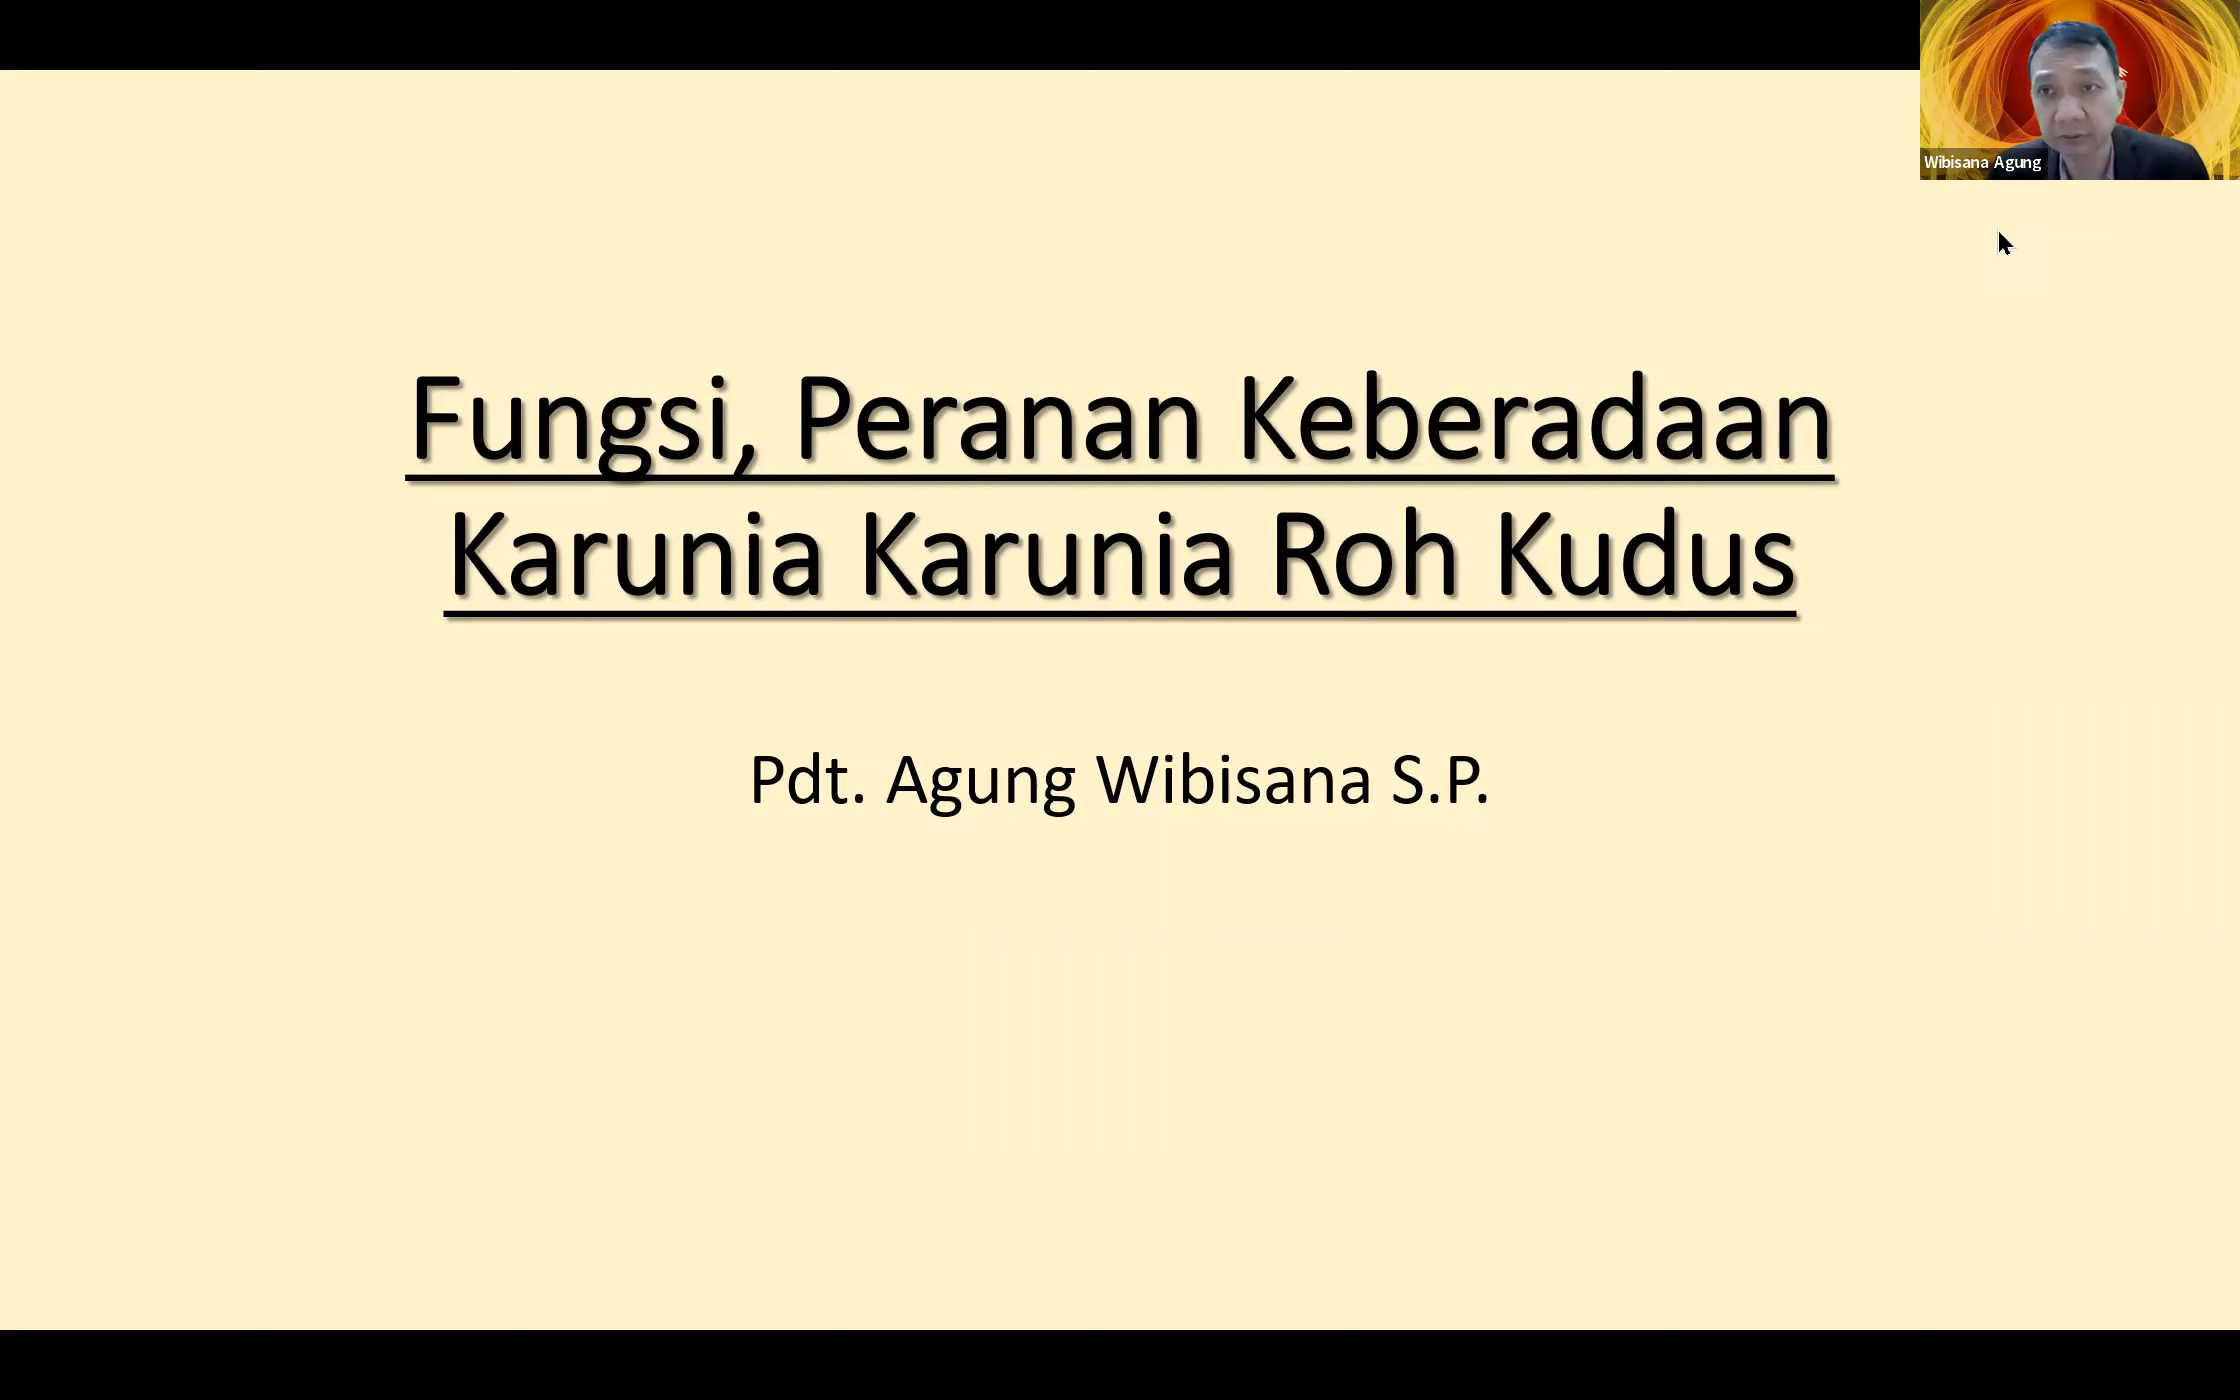 Wibisana Agung
Fungsi, Peranan Keberadaan
Karunia Karunia Roh Kudus
Pdt. Agung Wibisana S.P.